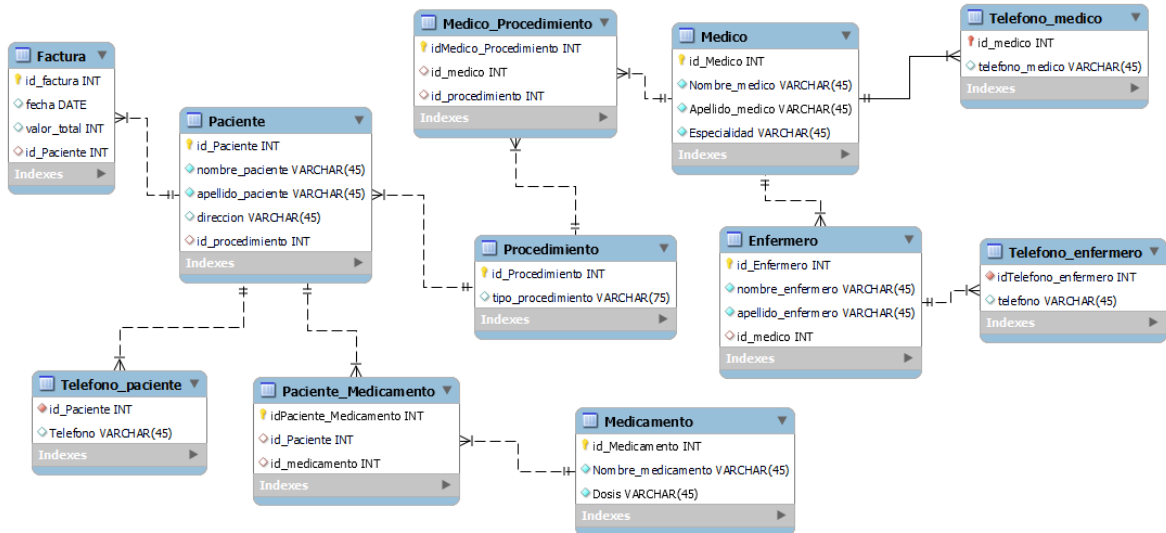 Factura
id_factura INT
fecha DATE
valor_total INT
id_Paciente INT
Indexes
Paciente
id_Paciente INT
nombre_paciente VARCHAR(45)
apellido_paciente VARCHAR(45)
direccion VARCHAR(45)
id_procedimiento INT
Indexes
Medico_Procedimiento
idMedico_Procedimiento INT
id_medico INT
id_procedimiento INT
Indexes
Medico
id_Medico INT
Nombre_medico VARCHAR(45)
Apellido_medico VARCHAR(45)
Especialidad VARCHAR(45)
Indexes
Telefono_medico
id_medico INT
telefono_medico VARCHAR(45)
Indexes
Procedimiento
id_Procedimiento INT
tipo_procedimiento VARCHAR(75)
Indexes
Enfermero
id_Enfermero INT
nombre_enfermero VARCHAR(45)
apellido_enfermero VARCHAR(45)
id_medico INT
Indexes
Telefono_enfermero
idTelefono_enfermero INT
telefono VARCHAR(45)
Indexes
Telefono_paciente
id_Paciente INT
Telefono VARCHAR(45)
Indexes
Paciente_Medicamento
idPaciente_Medicamento INT
id_Paciente INT
id_medicamento INT
Indexes
Medicamento
id_Medicamento INT
Nombre_medicamento VARCHAR(45)
Dosis VARCHAR(45)
Indexes